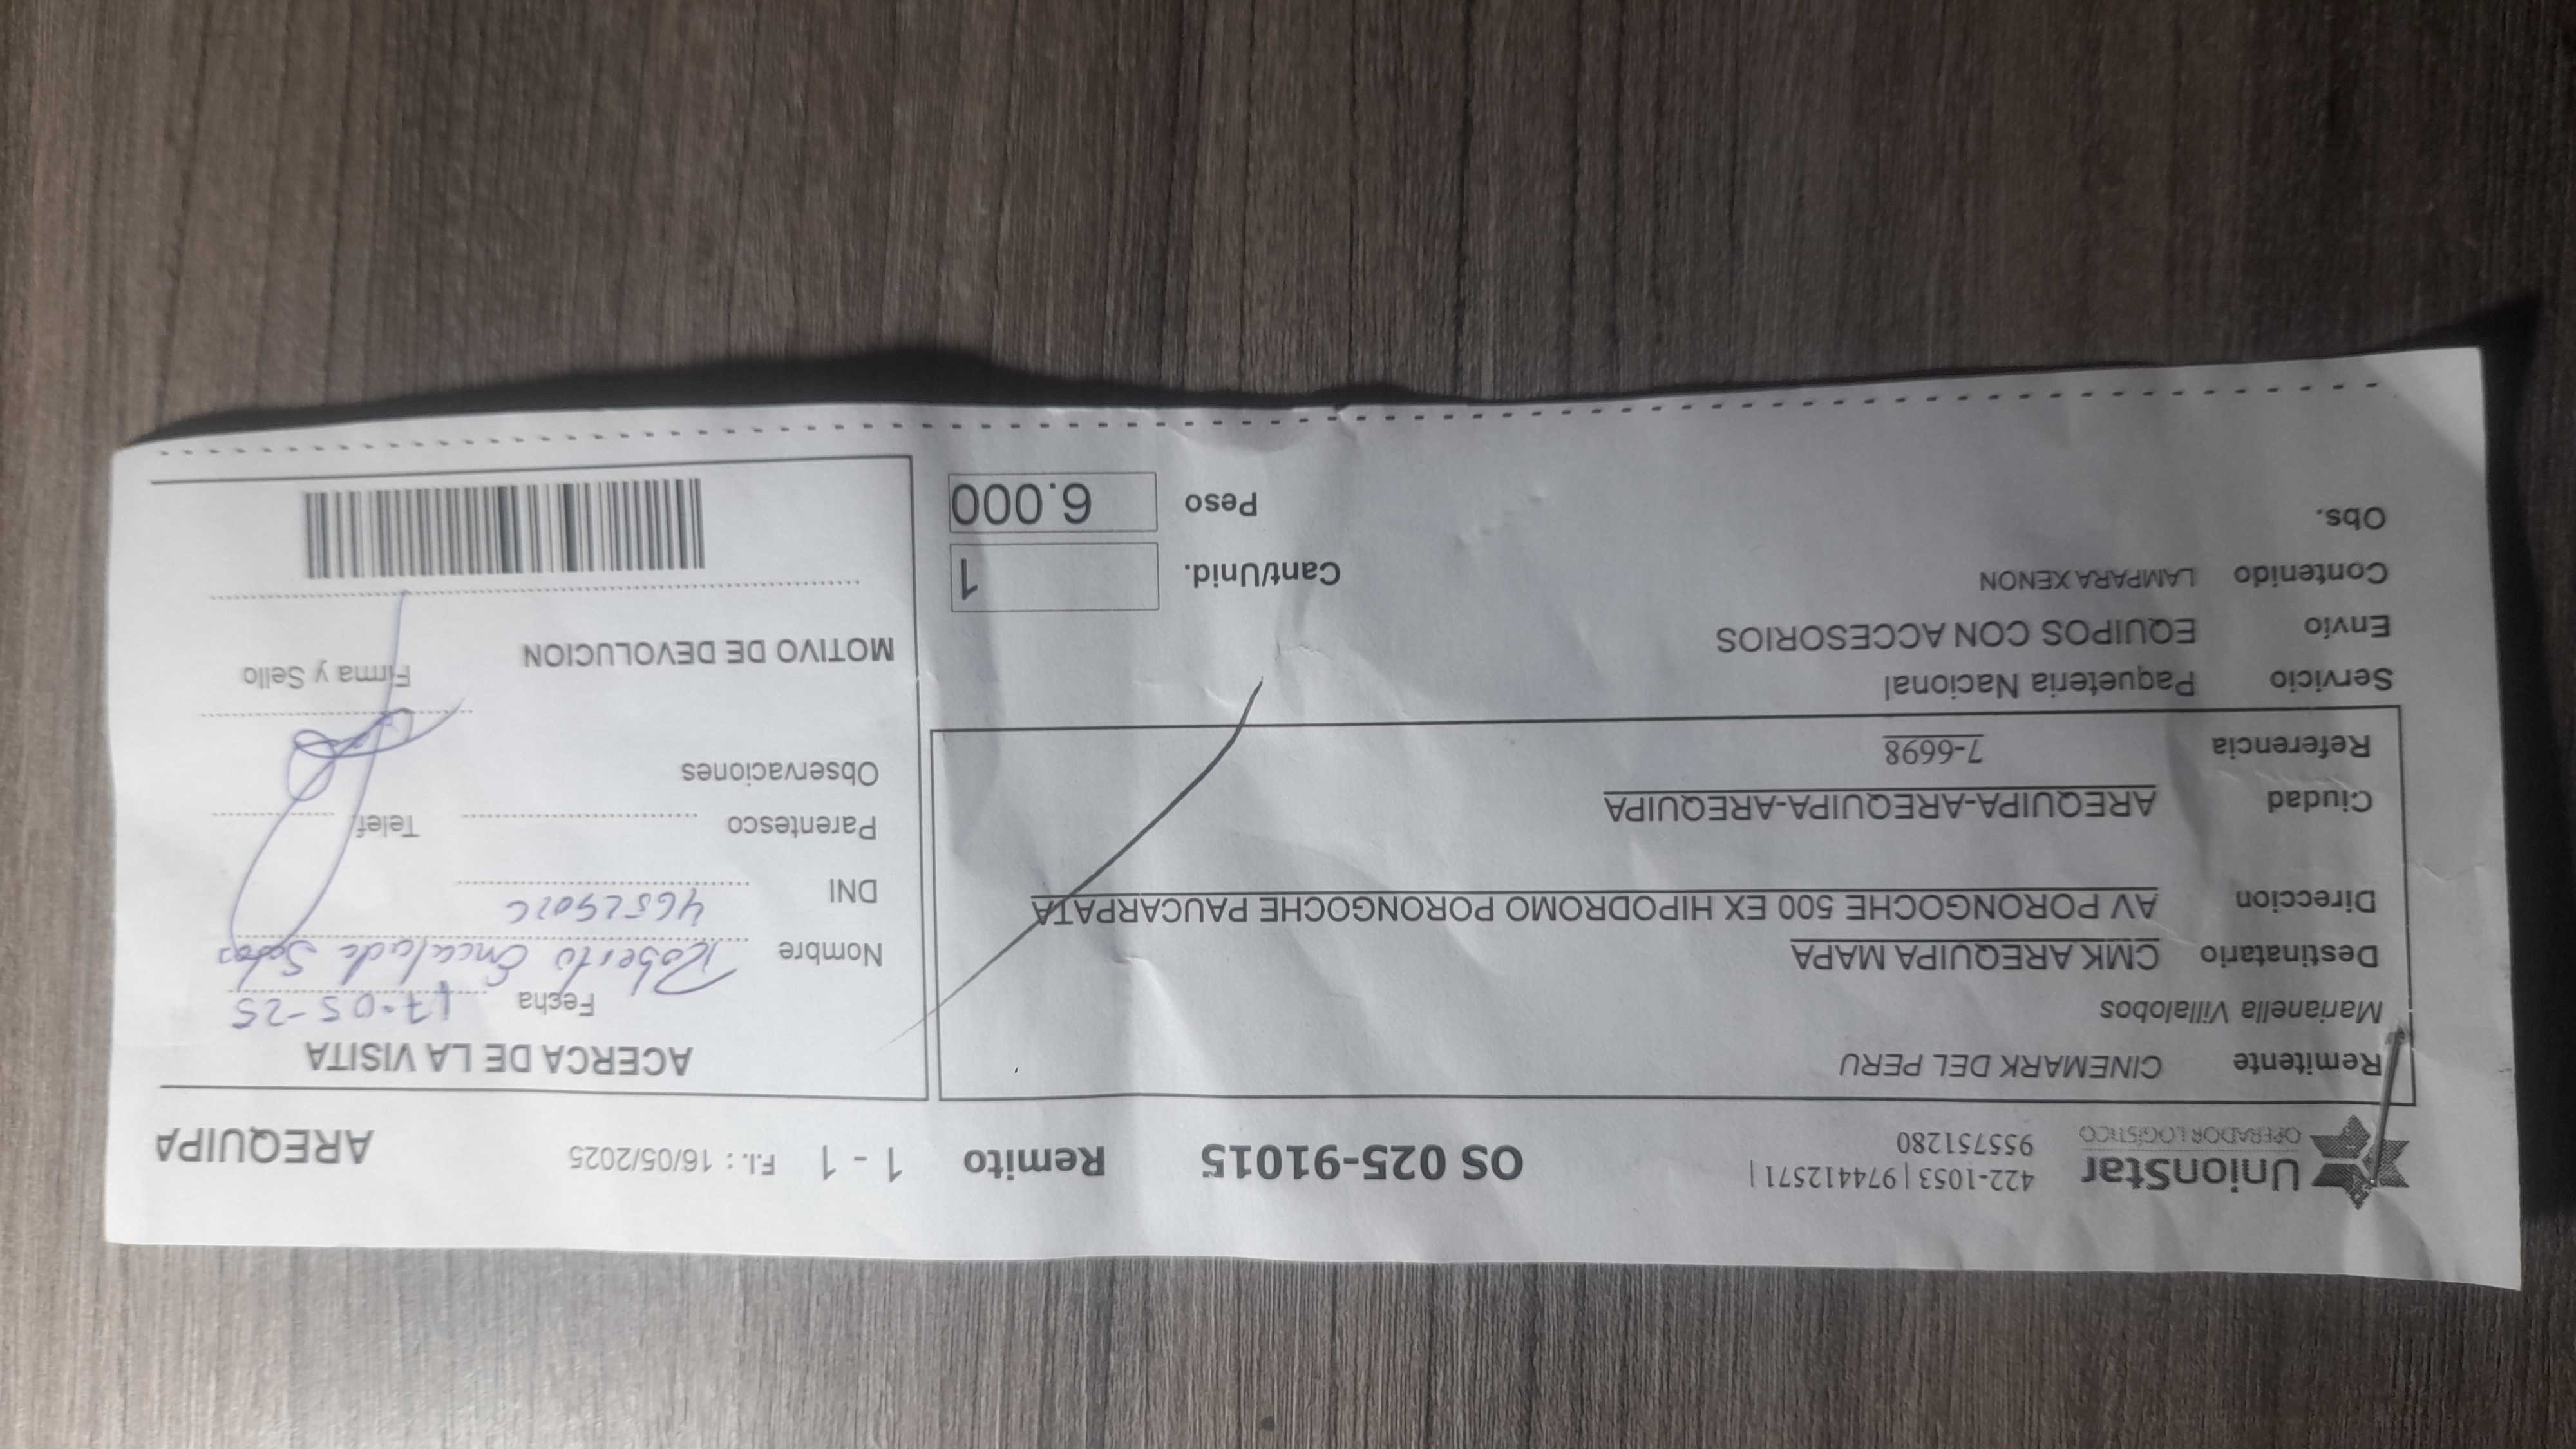 UnionStar
OPERADOR LOGÍSTICO
422-1053 | 974412571 |
955751280
OS 025-91015 Remito 1 - 1 F.I. : 16/05/2025 AREQUIPA
Remitente CINEMARK DEL PERU
Marianella Villalobos
Destinatario CMK AREQUIPA MAPA
Direccion AV PORONGOCHE 500 EX HIPODROMO PORONGOCHE PAUCARPATA
Ciudad AREQUIPA-AREQUIPA-AREQUIPA
Referencia 7-6698
Servicio Paqueteria Nacional
Envío EQUIPOS CON ACCESORIOS
Contenido LAMPARA XENON
Obs.
Cant/Unid. 1
Peso 6.000
ACERCA DE LA VISITA
Fecha 17-05-25
Nombre Roberto Encalada
DNI
Parentesco Telef.
Observaciones
Firma y Sello
MOTIVO DE DEVOLUCION